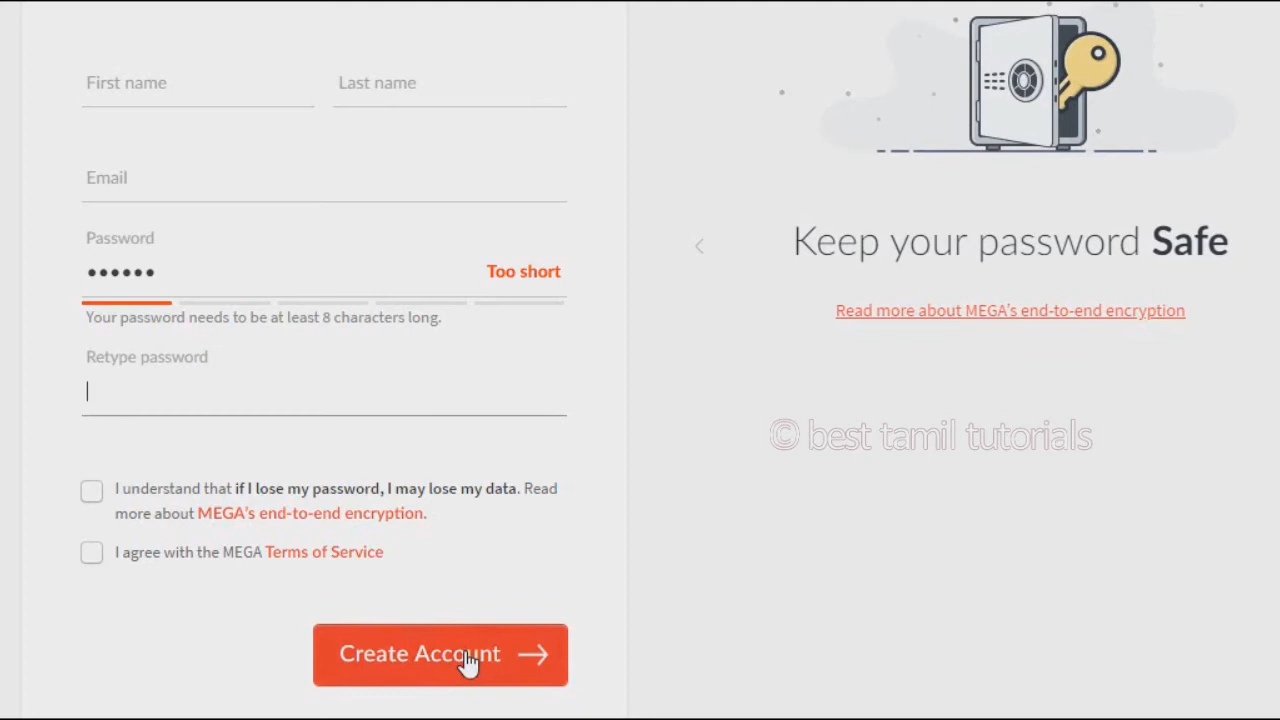 First name
Last name
Email
Password
••••••
Too short
Your password needs to be at least 8 characters long.
Retype password
I understand that if I lose my password, I may lose my data. Read
more about MEGA's end-to-end encryption.
I agree with the MEGA Terms of Service
Create Account
Keep your password Safe
Read more about MEGA's end-to-end encryption
© best tamil tutorials